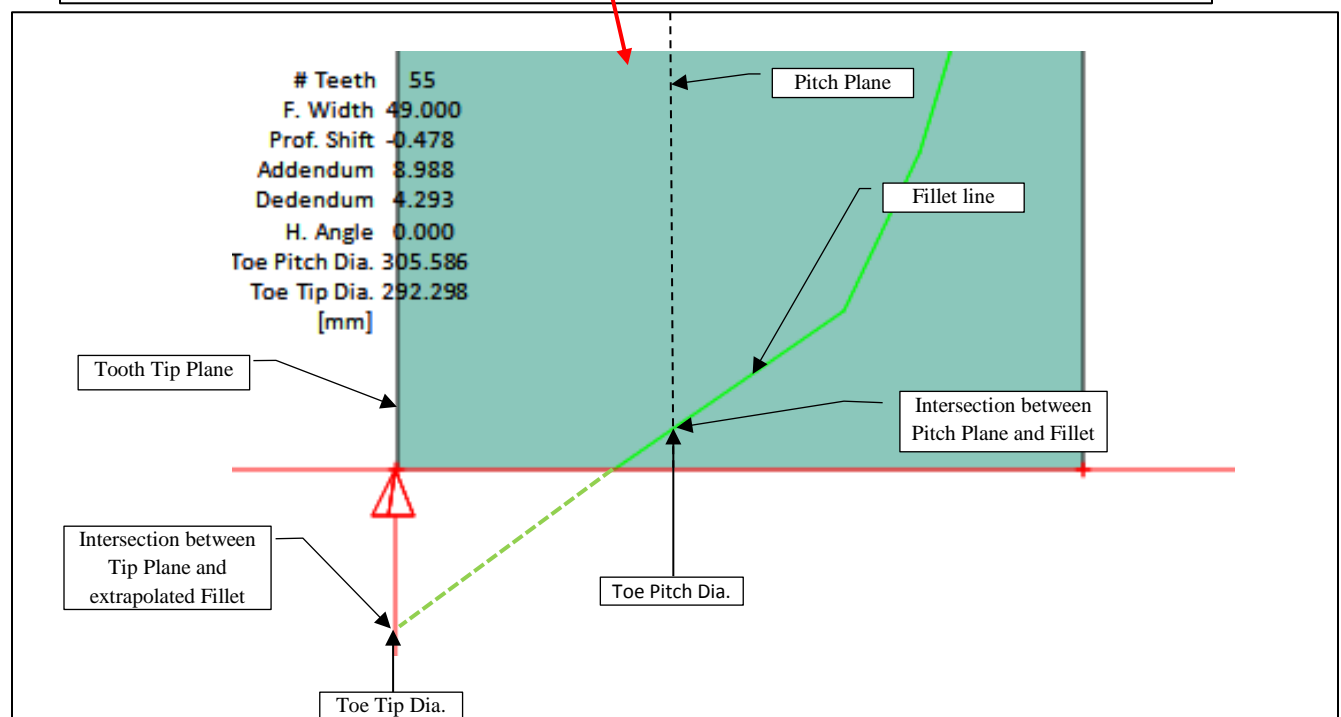 # Teeth 55
F. Width 49.000
Prof. Shift -0.478
Addendum 8.988
Dedendum 4.293
H. Angle 0.000
Toe Pitch Dia. 305.586
Toe Tip Dia. 292.298
[mm]
Pitch Plane
Fillet line
Tooth Tip Plane
Intersection between
Pitch Plane and Fillet
Intersection between
Tip Plane and
extrapolated Fillet
Toe Pitch Dia.
Toe Tip Dia.